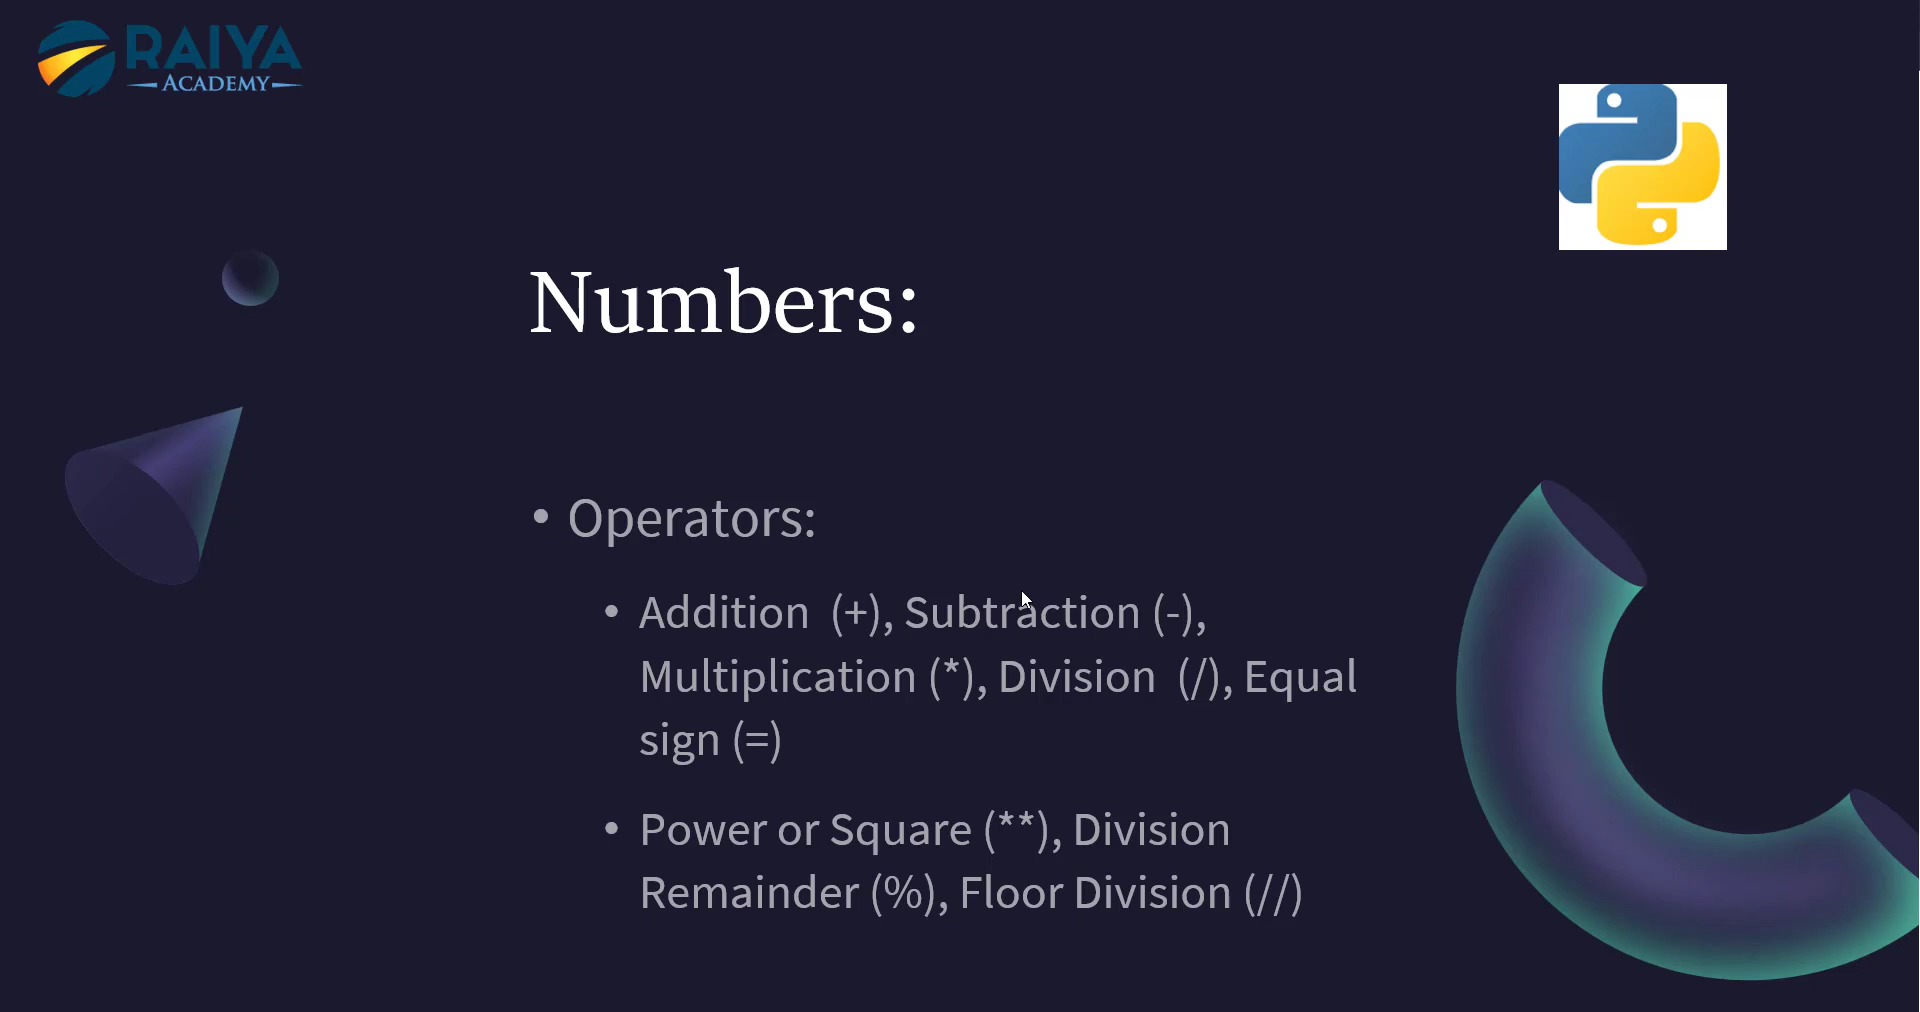 RAIYA
ACADEMY
Numbers:
• Operators:
• Addition  (+), Subtraction (-),
Multiplication (*), Division  (/), Equal
sign (=)
• Power or Square (**), Division
Remainder (%), Floor Division (//)